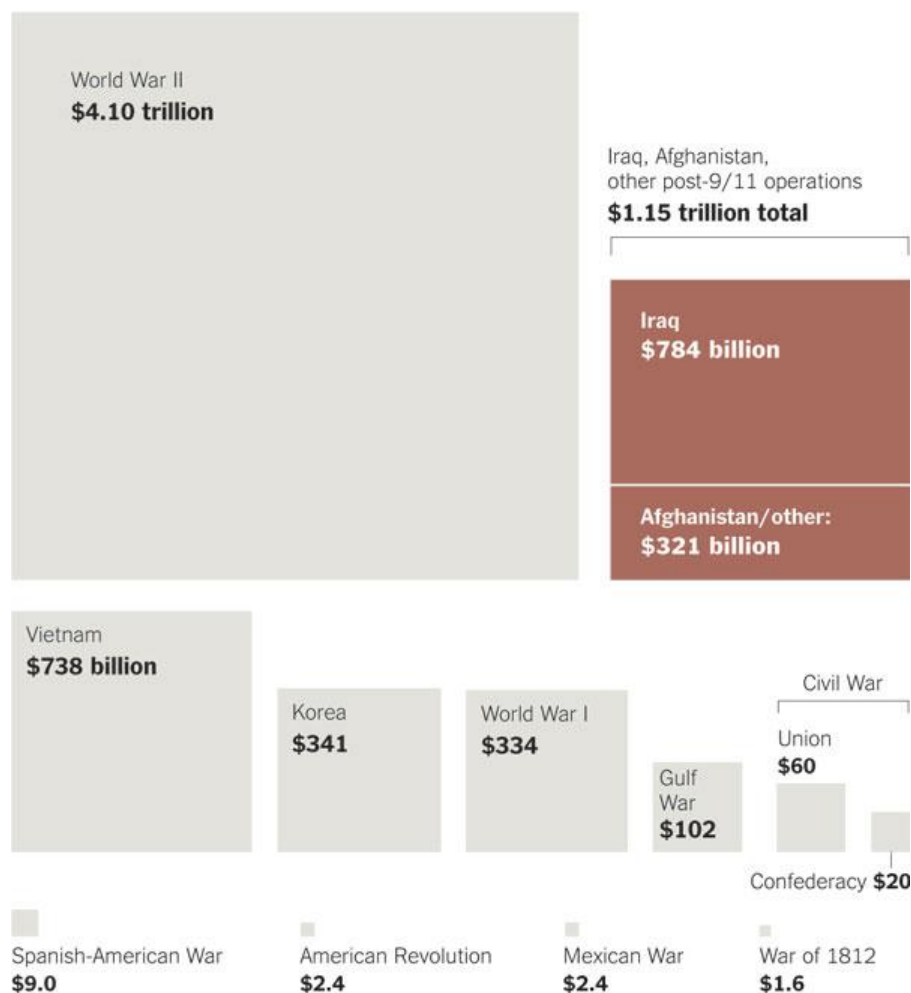 World War II
$4.10 trillion
Iraq, Afghanistan,
other post-9/11 operations
$1.15 trillion total
Iraq
$784 billion
Afghanistan/other:
$321 billion
Vietnam
$738 billion
Korea
$341
World War I
$334
Gulf
War
$102
Civil War
Union
$60
Confederacy $20
Spanish-American War
$9.0
American Revolution
$2.4
Mexican War
$2.4
War of 1812
$1.6